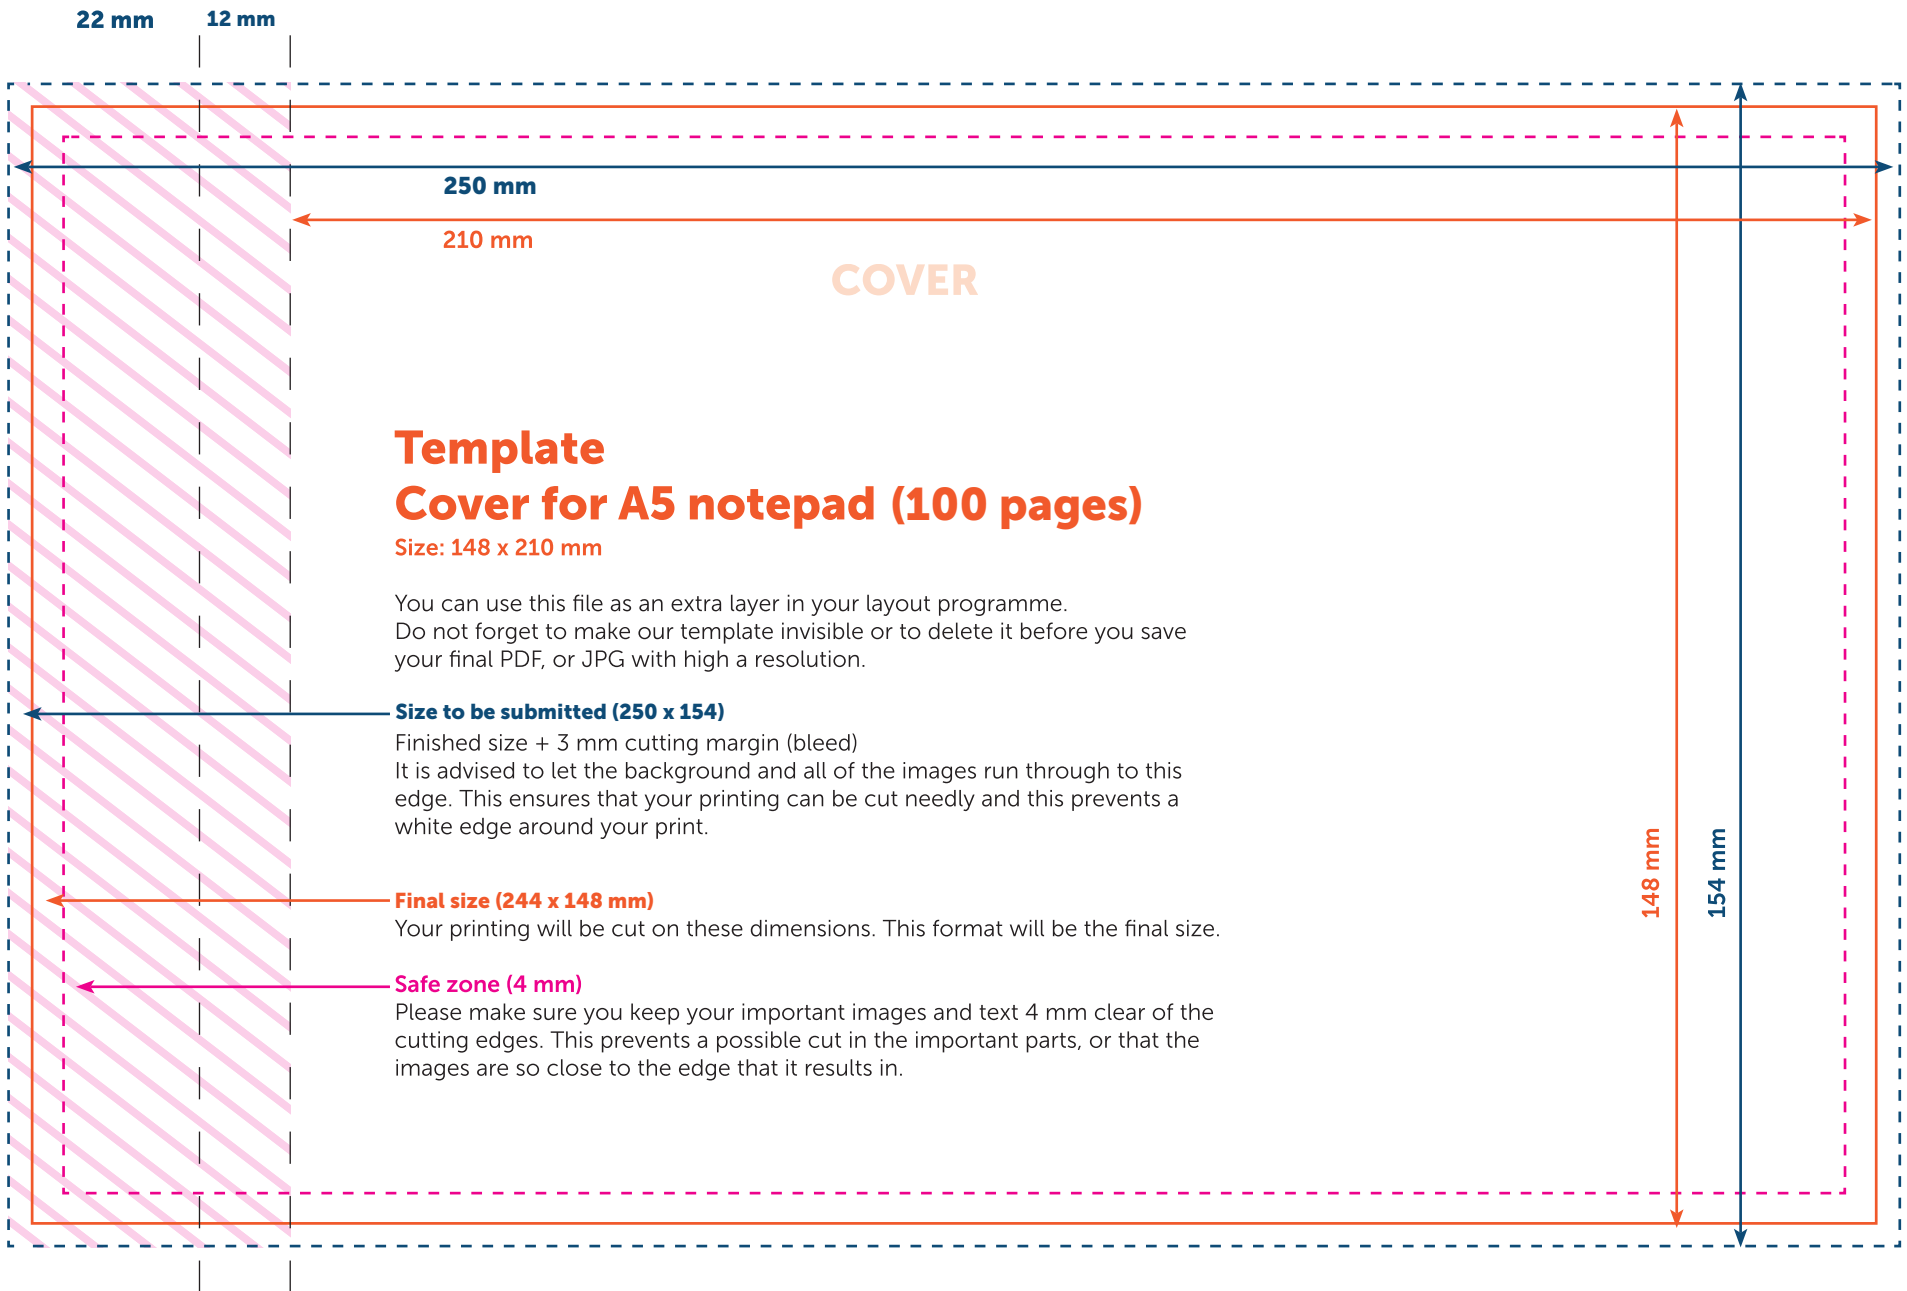 22 mm
12 mm
250 mm
210 mm
COVER
Template
Cover for A5 notepad (100 pages)
Size: 148 x 210 mm
You can use this file as an extra layer in your layout programme.
Do not forget to make our template invisible or to delete it before you save
your final PDF, or JPG with high a resolution.
Size to be submitted (250 x 154)
Finished size + 3 mm cutting margin (bleed)
It is advised to let the background and all of the images run through to this
edge. This ensures that your printing can be cut needly and this prevents a
white edge around your print.
Final size (244 x 148 mm)
Your printing will be cut on these dimensions. This format will be the final size.
Safe zone (4 mm)
Please make sure you keep your important images and text 4 mm clear of the
cutting edges. This prevents a possible cut in the important parts, or that the
images are so close to the edge that it results in.
148 mm
154 mm